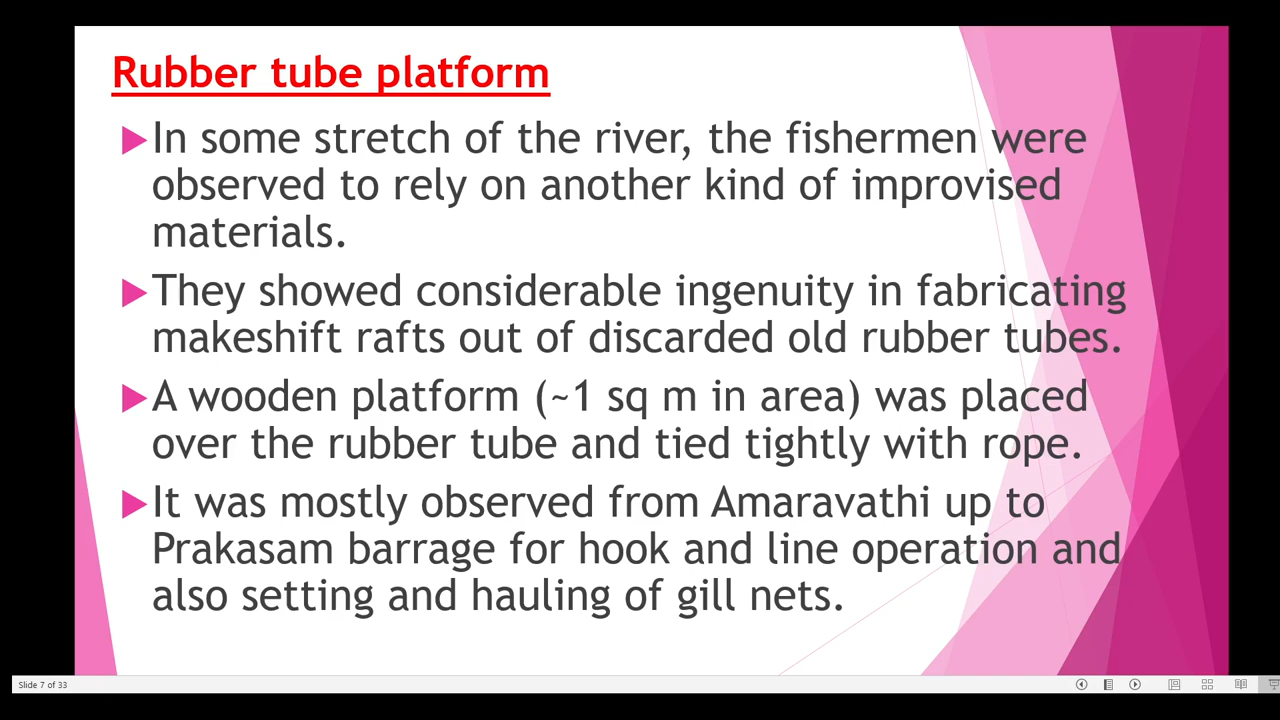 Rubber tube platform
In some stretch of the river, the fishermen were
observed to rely on another kind of improvised
materials.
They showed considerable ingenuity in fabricating
makeshift rafts out of discarded old rubber tubes.
A wooden platform (~1 sq m in area) was placed
over the rubber tube and tied tightly with rope.
It was mostly observed from Amaravathi up to
Prakasam barrage for hook and line operation and
also setting and hauling of gill nets.
Slide 7 of 33